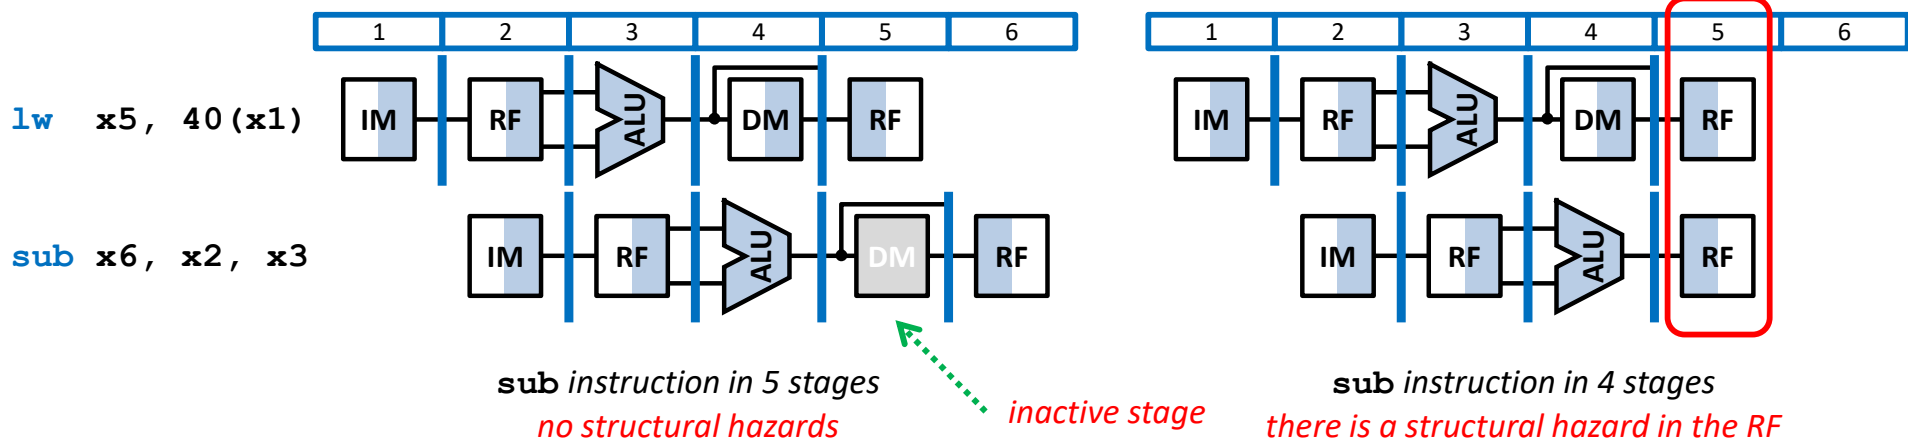 1 2 3 4 5 6
1 2 3 4 5 6
lw x5, 40(x1)
IM RF ALU DM RF
IM RF ALU DM RF
sub x6, x2, x3
IM RF ALU DM RF
IM RF ALU RF
sub instruction in 5 stages
no structural hazards
inactive stage
sub instruction in 4 stages
there is a structural hazard in the RF